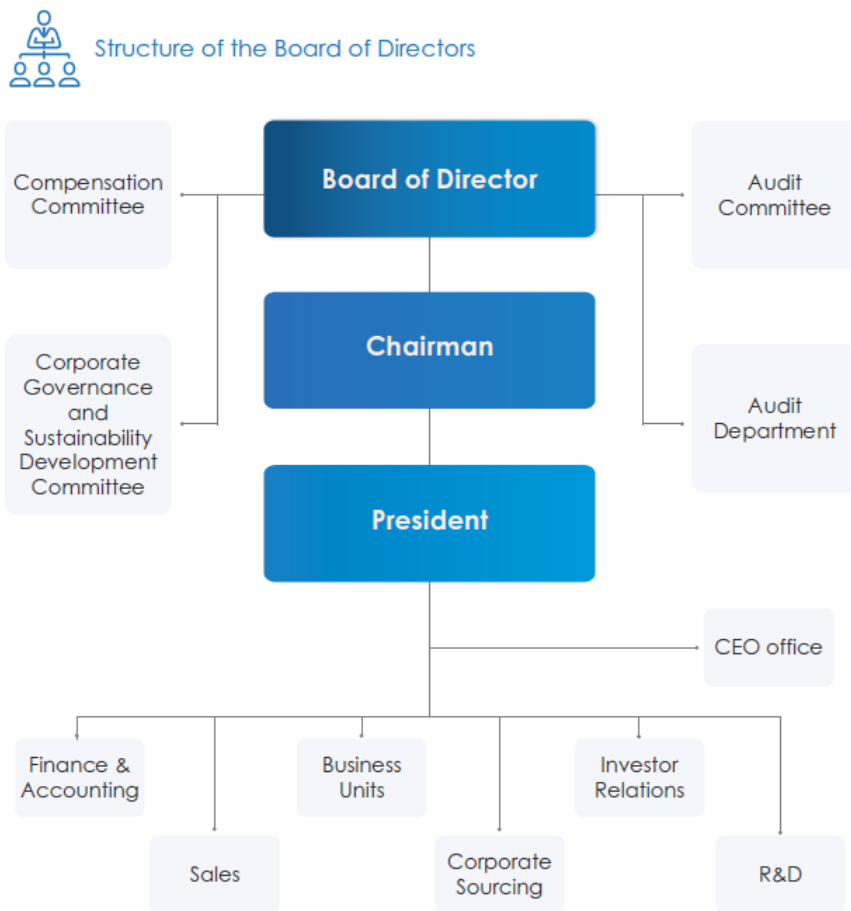 Structure of the Board of Directors
Compensation
Committee
Board of Director
Audit
Committee
Chairman
Corporate
Governance
and
Sustainability
Development
Committee
Audit
Department
President
CEO office
Finance &
Accounting
Business
Units
Investor
Relations
Sales
Corporate
Sourcing
R&D